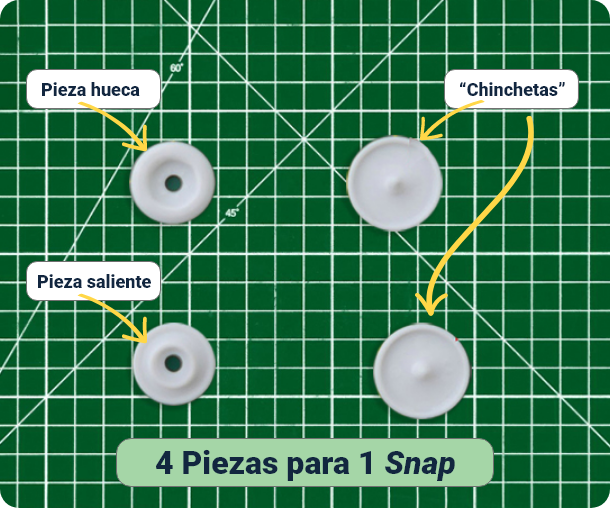 60°
Pieza hueca
“Chinchetas”
45°
Pieza saliente
4 Piezas para 1 Snap